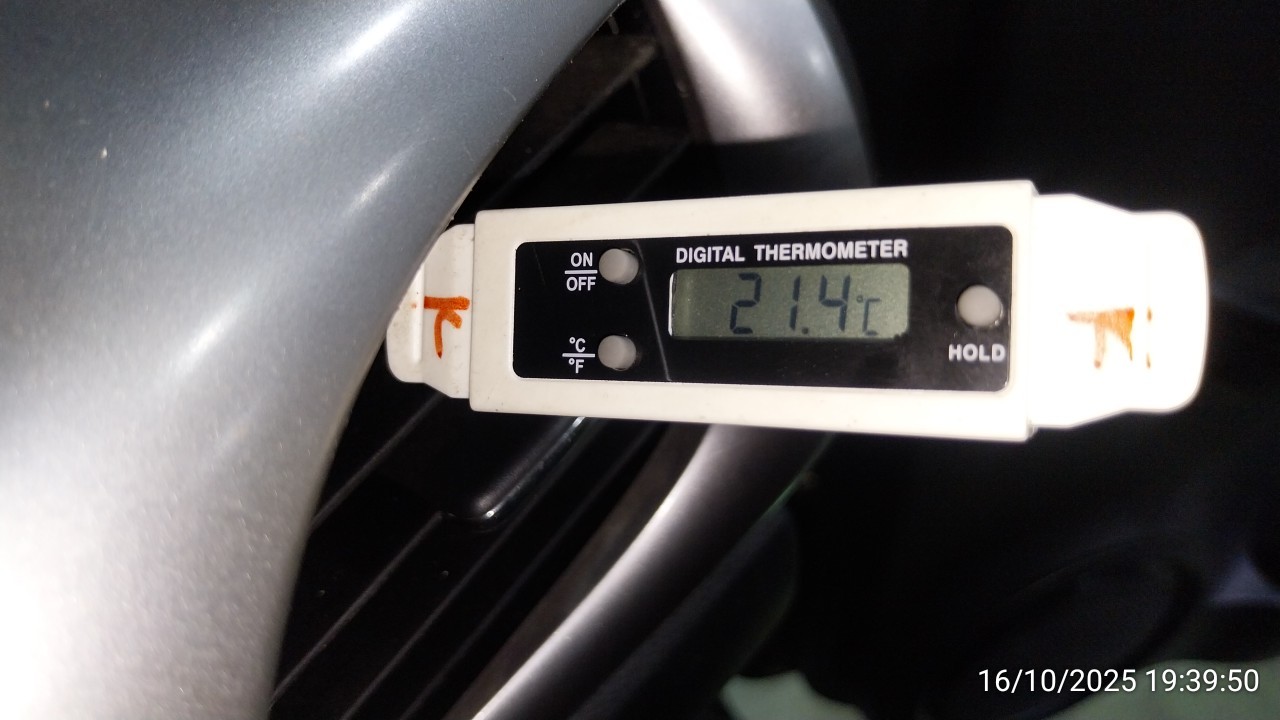 DIGITAL THERMOMETER
ON
OFF
21.4°C
°C
°F
HOLD
16/10/2025 19:39:50